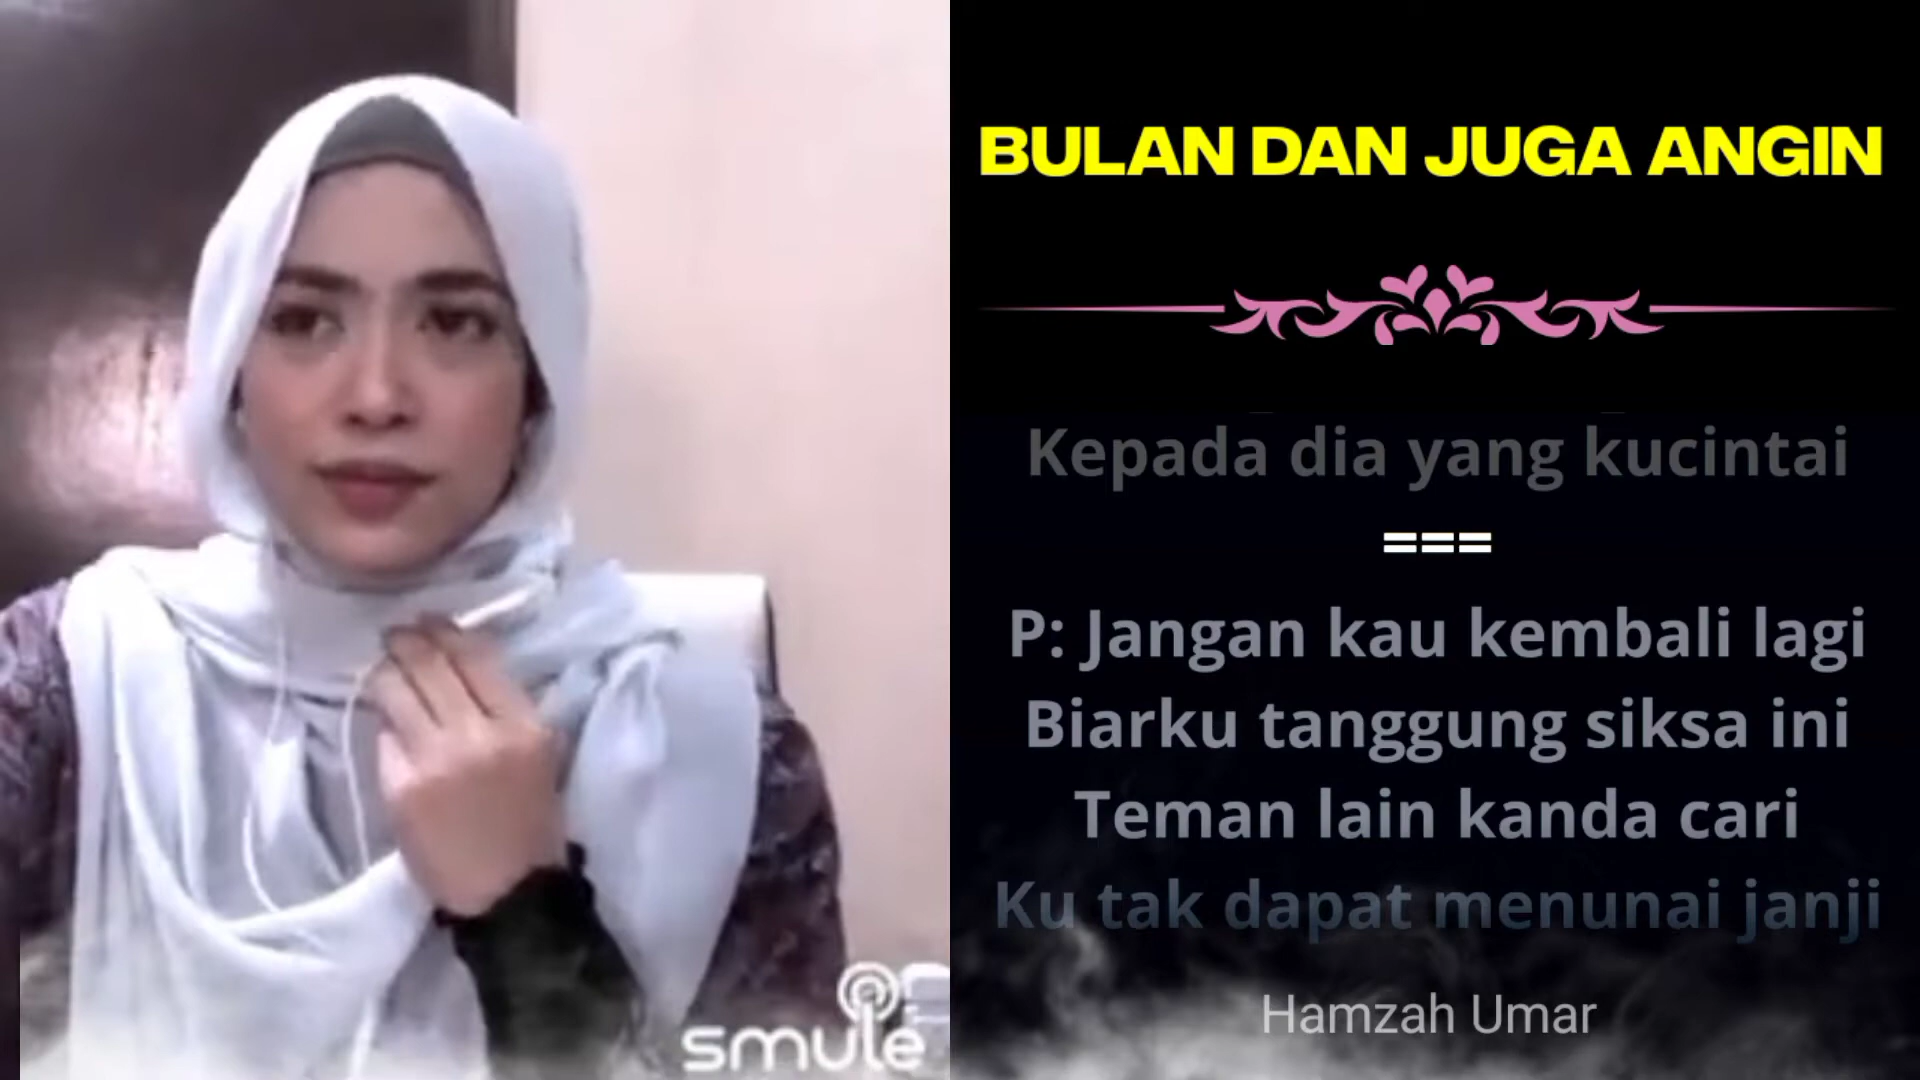 BULAN DAN JUGA ANGIN
Kepada dia yang kucintai
===
P: Jangan kau kembali lagi
Biarku tanggung siksa ini
Teman lain kanda cari
Ku tak dapat menunai janji
Hamzah Umar
smule